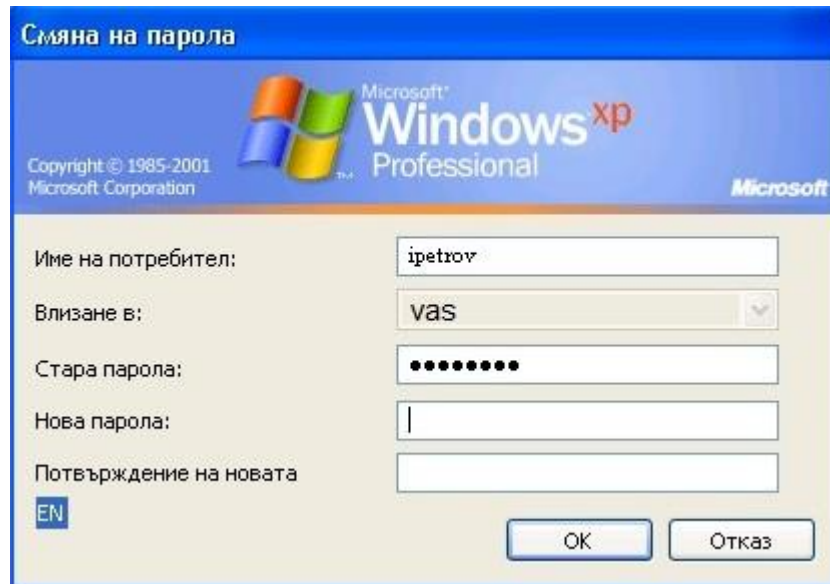 Смяна на парола
Microsoft®
Windows xp
Professional
Copyright © 1985-2001
Microsoft Corporation
Microsoft
Име на потребител: ipetrov
Влизане в: vas
Стара парола: ••••••••
Нова парола:
Потвърждение на новата
EN
OK Отказ